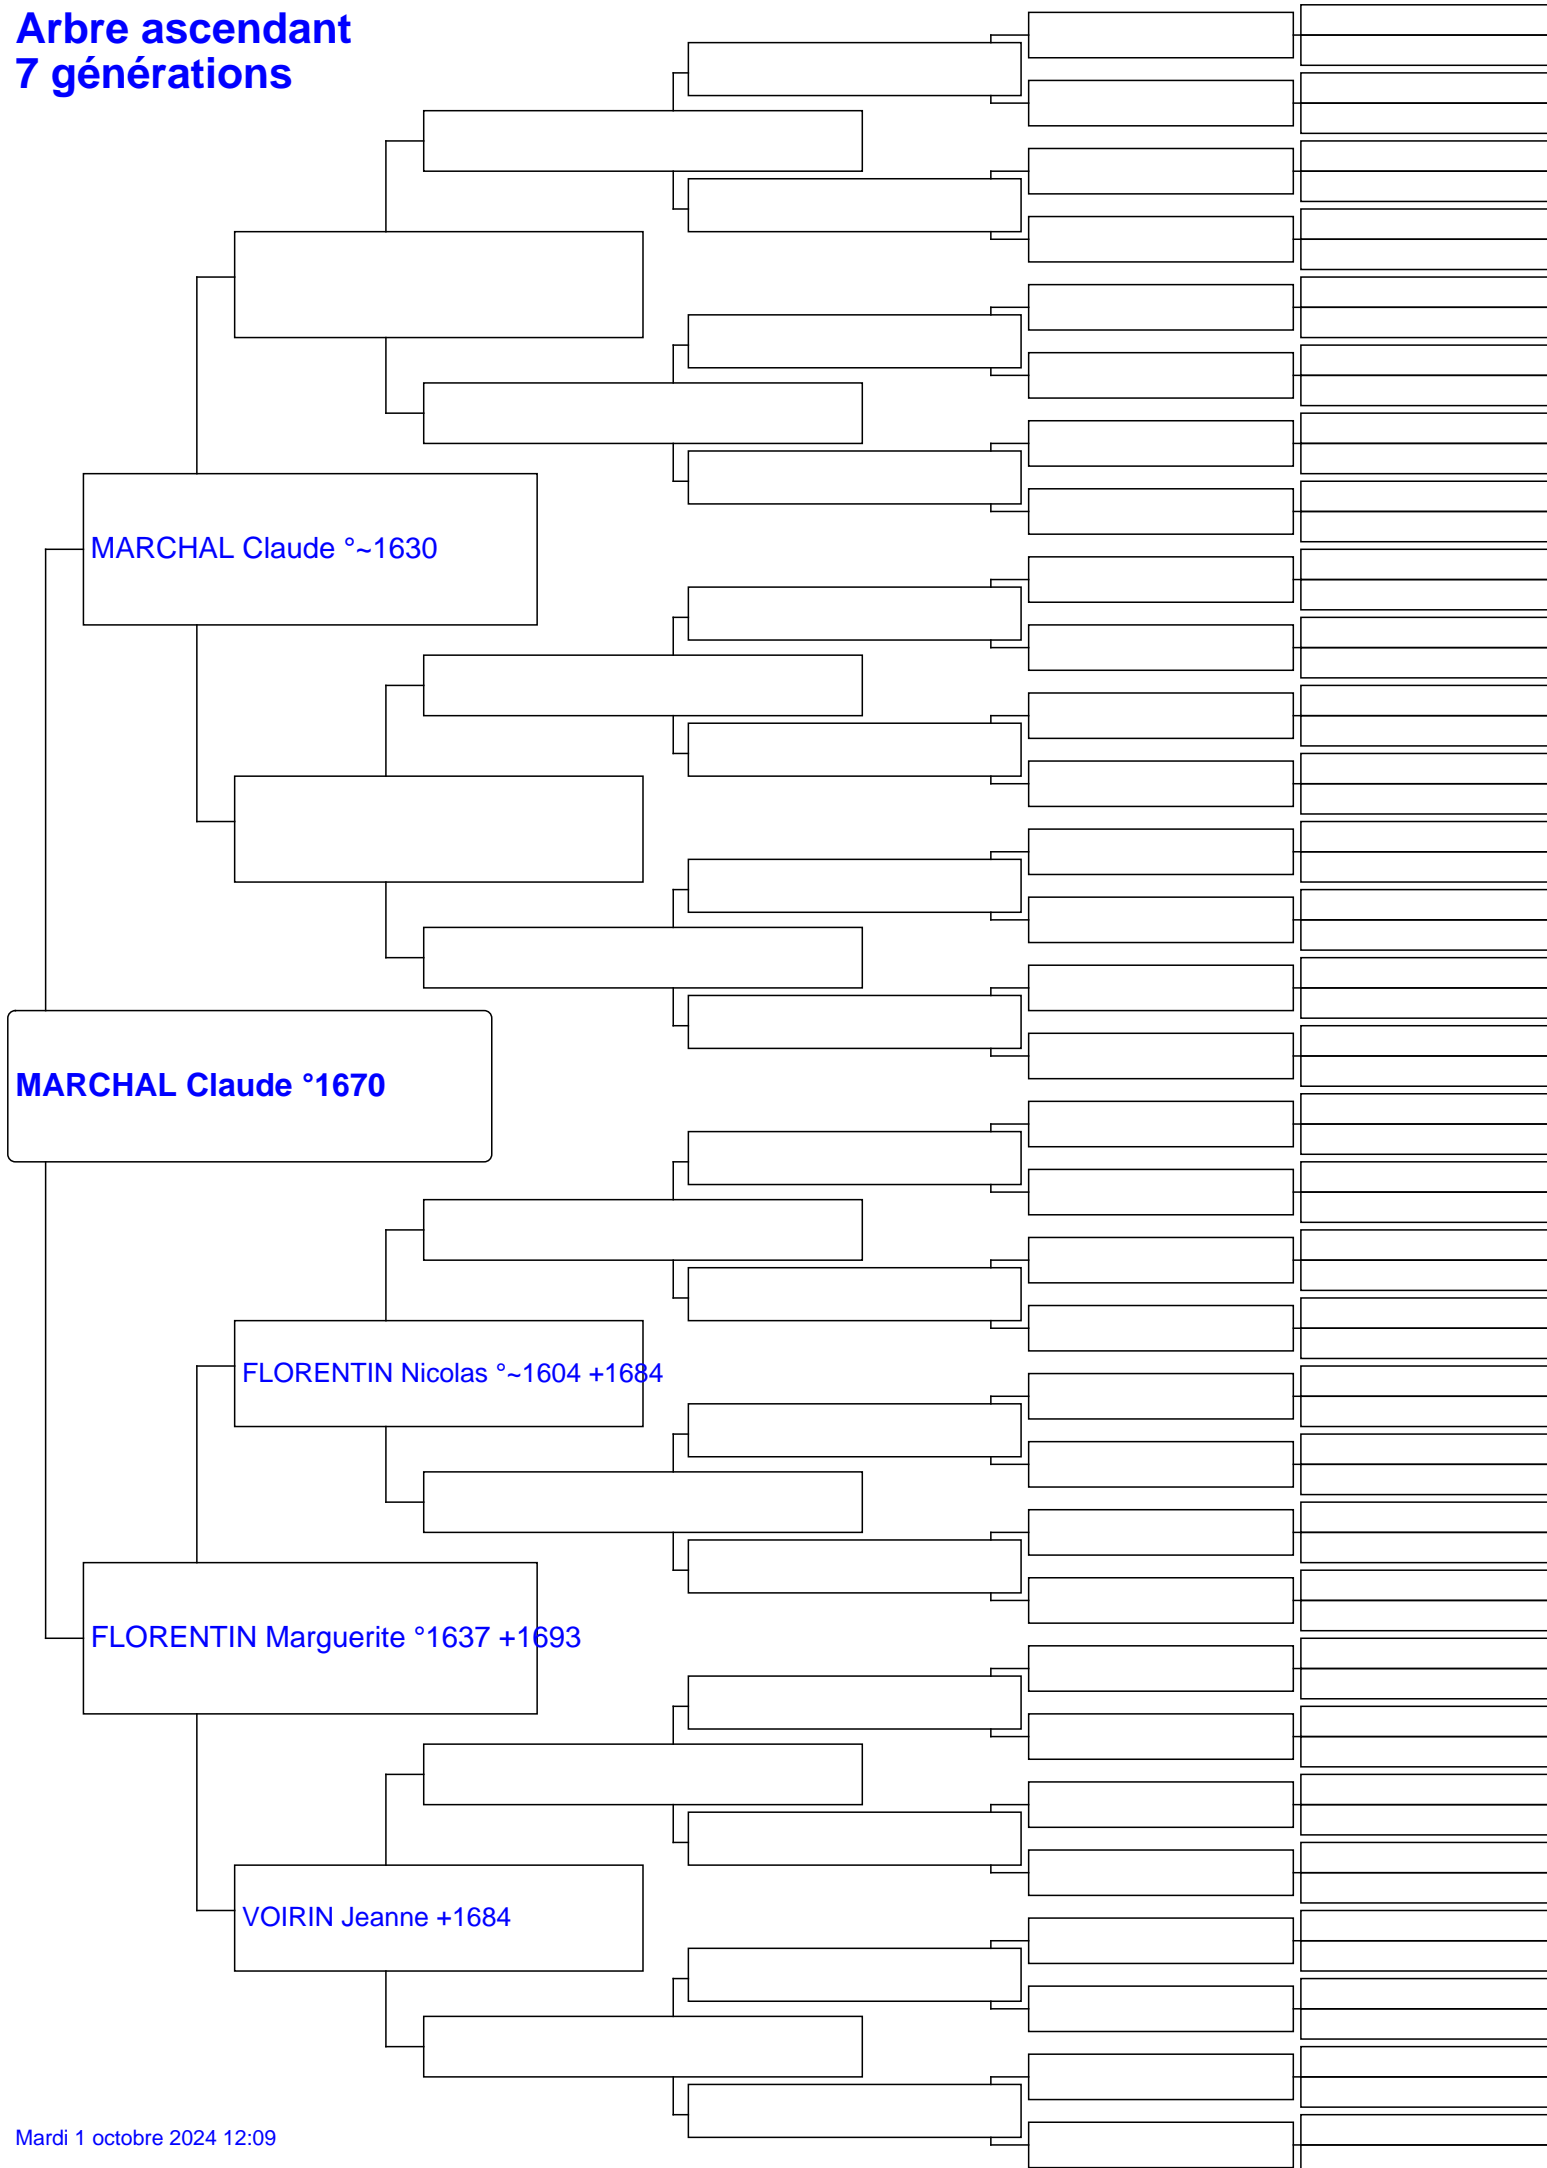 Arbre ascendant
7 générations
MARCHAL Claude °~1630
MARCHAL Claude °1670
FLORENTIN Nicolas °~1604 +1684
FLORENTIN Marguerite °1637 +1693
VOIRIN Jeanne +1684
Mardi 1 octobre 2024 12:09